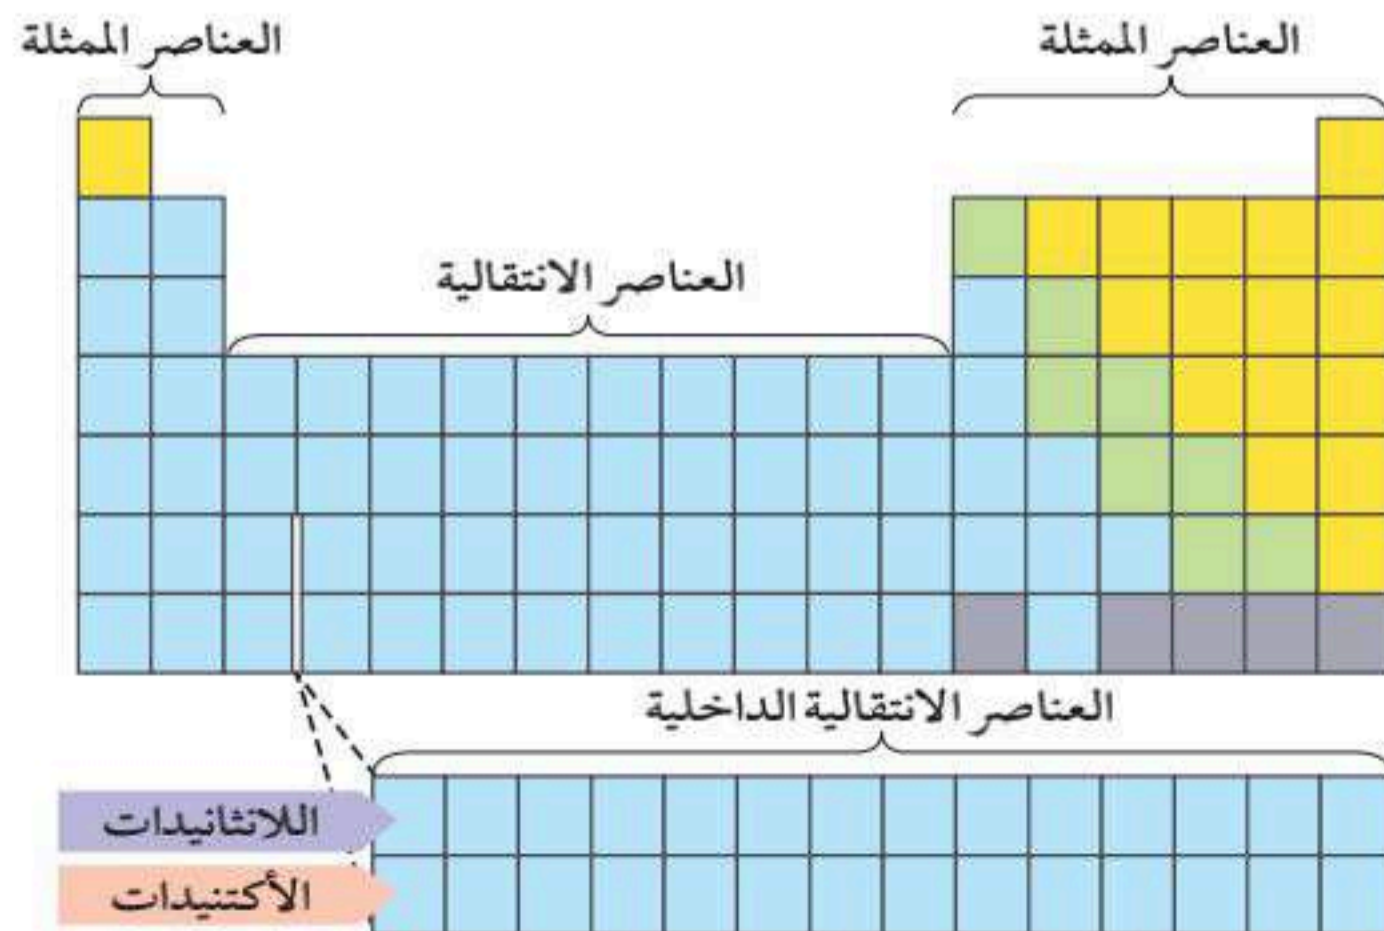 العناصر الممثلة
العناصر الممثلة
العناصر الانتقالية
العناصر الانتقالية الداخلية
اللانثانيدات
الأكتنيدات